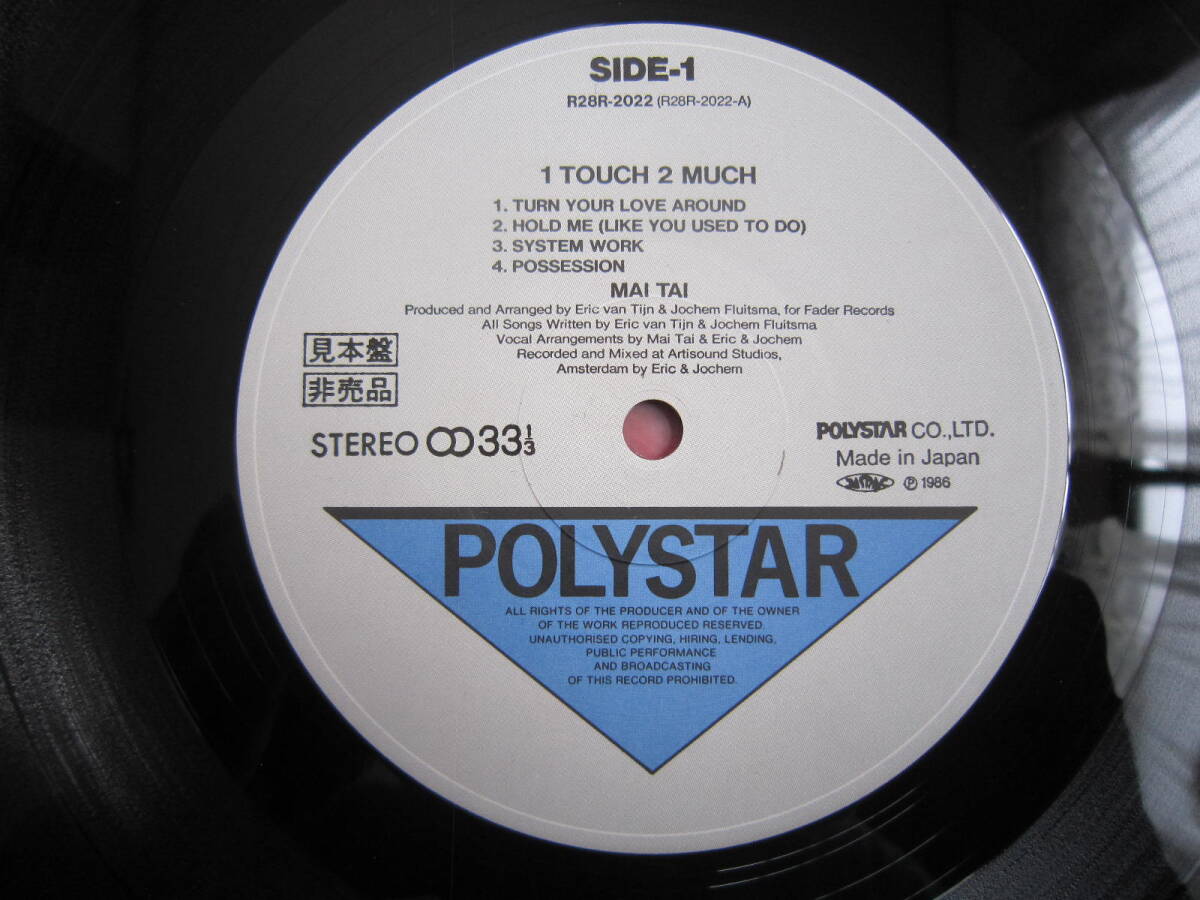 SIDE-1
R28R-2022 (R28R-2022-A)
1 TOUCH 2 MUCH
1. TURN YOUR LOVE AROUND
2. HOLD ME (LIKE YOU USED TO DO)
3. SYSTEM WORK
4. POSSESSION
MAI TAI
Produced and Arranged by Eric van Tijn & Jochem Fluitsma, for Fader Records
All Songs Written by Eric van Tijn & Jochem Fluitsma
Vocal Arrangements by Mai Tai & Eric & Jochem
Recorded and Mixed at Artisound Studios,
Amsterdam by Eric & Jochem
見本盤
非売品
STEREO 33 1/3
POLYSTAR CO.,LTD.
Made in Japan
JASRAC ℗ 1986
POLYSTAR
ALL RIGHTS OF THE PRODUCER AND OF THE OWNER
OF THE WORK REPRODUCED RESERVED.
UNAUTHORISED COPYING, HIRING, LENDING,
PUBLIC PERFORMANCE
AND BROADCASTING
OF THIS RECORD PROHIBITED.